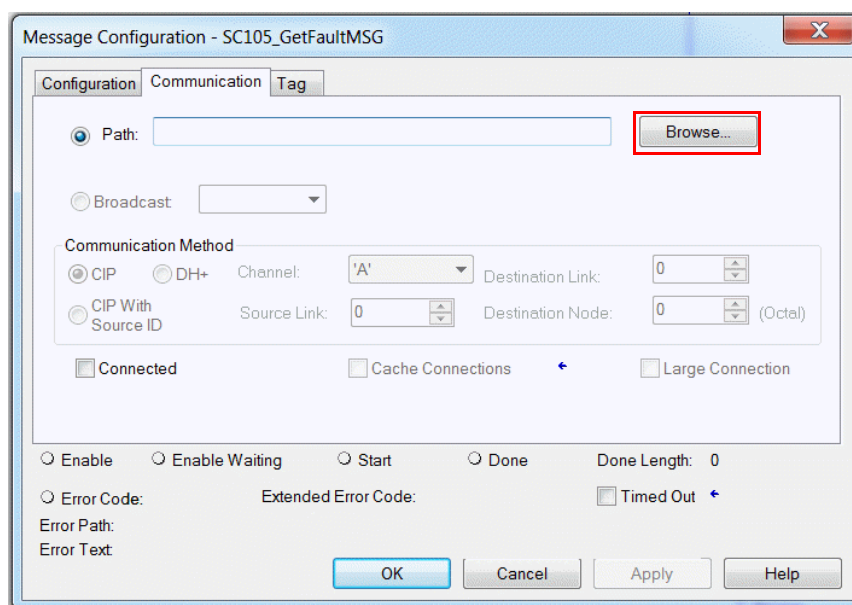 Message Configuration - SC105_GetFaultMSG
X
Configuration Communication Tag
Path: Browse...
Broadcast:
Communication Method
CIP DH+ Channel: 'A' Destination Link: 0
CIP With Source ID Source Link: 0 Destination Node: 0 (Octal)
Connected Cache Connections Large Connection
Enable Enable Waiting Start Done Done Length: 0
Error Code: Extended Error Code: Timed Out
Error Path:
Error Text:
OK Cancel Apply Help